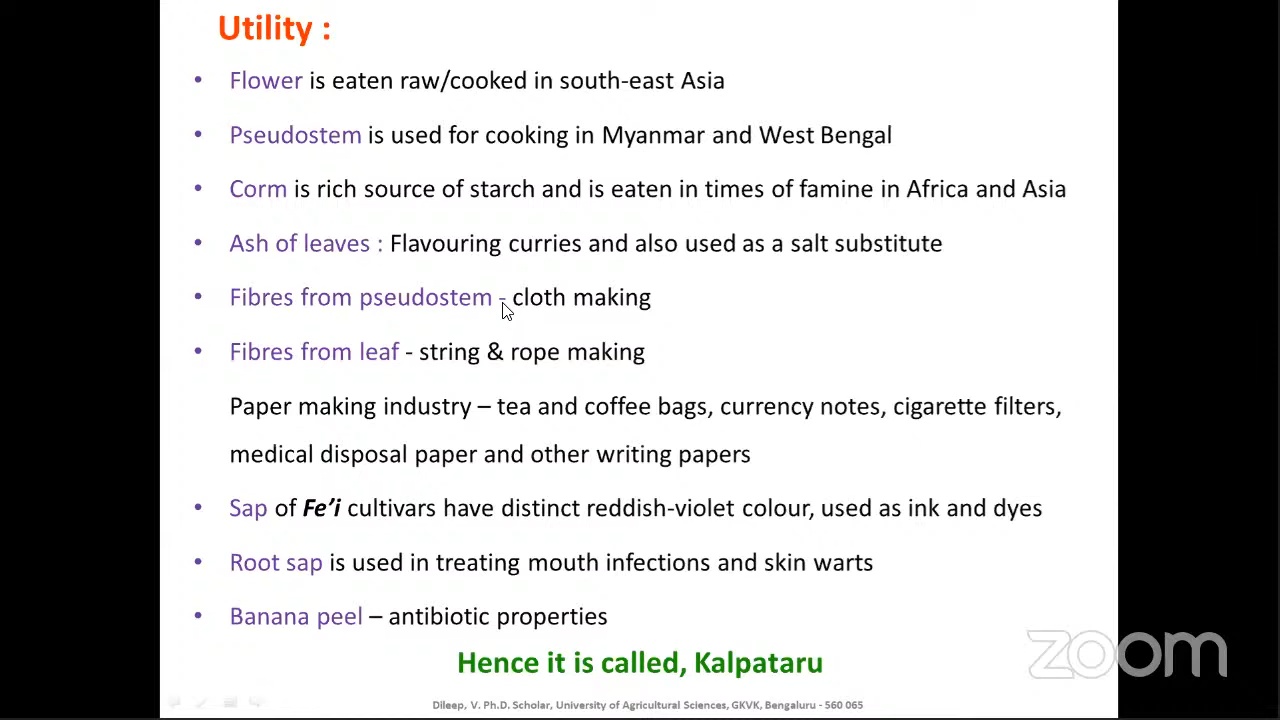 Utility :
• Flower is eaten raw/cooked in south-east Asia
• Pseudostem is used for cooking in Myanmar and West Bengal
• Corm is rich source of starch and is eaten in times of famine in Africa and Asia
• Ash of leaves : Flavouring curries and also used as a salt substitute
• Fibres from pseudostem - cloth making
• Fibres from leaf - string & rope making
Paper making industry – tea and coffee bags, currency notes, cigarette filters,
medical disposal paper and other writing papers
• Sap of Fe’i cultivars have distinct reddish-violet colour, used as ink and dyes
• Root sap is used in treating mouth infections and skin warts
• Banana peel – antibiotic properties
Hence it is called, Kalpataru
zoom
Dileep, V. Ph.D. Scholar, University of Agricultural Sciences, GKVK, Bengaluru - 560 065